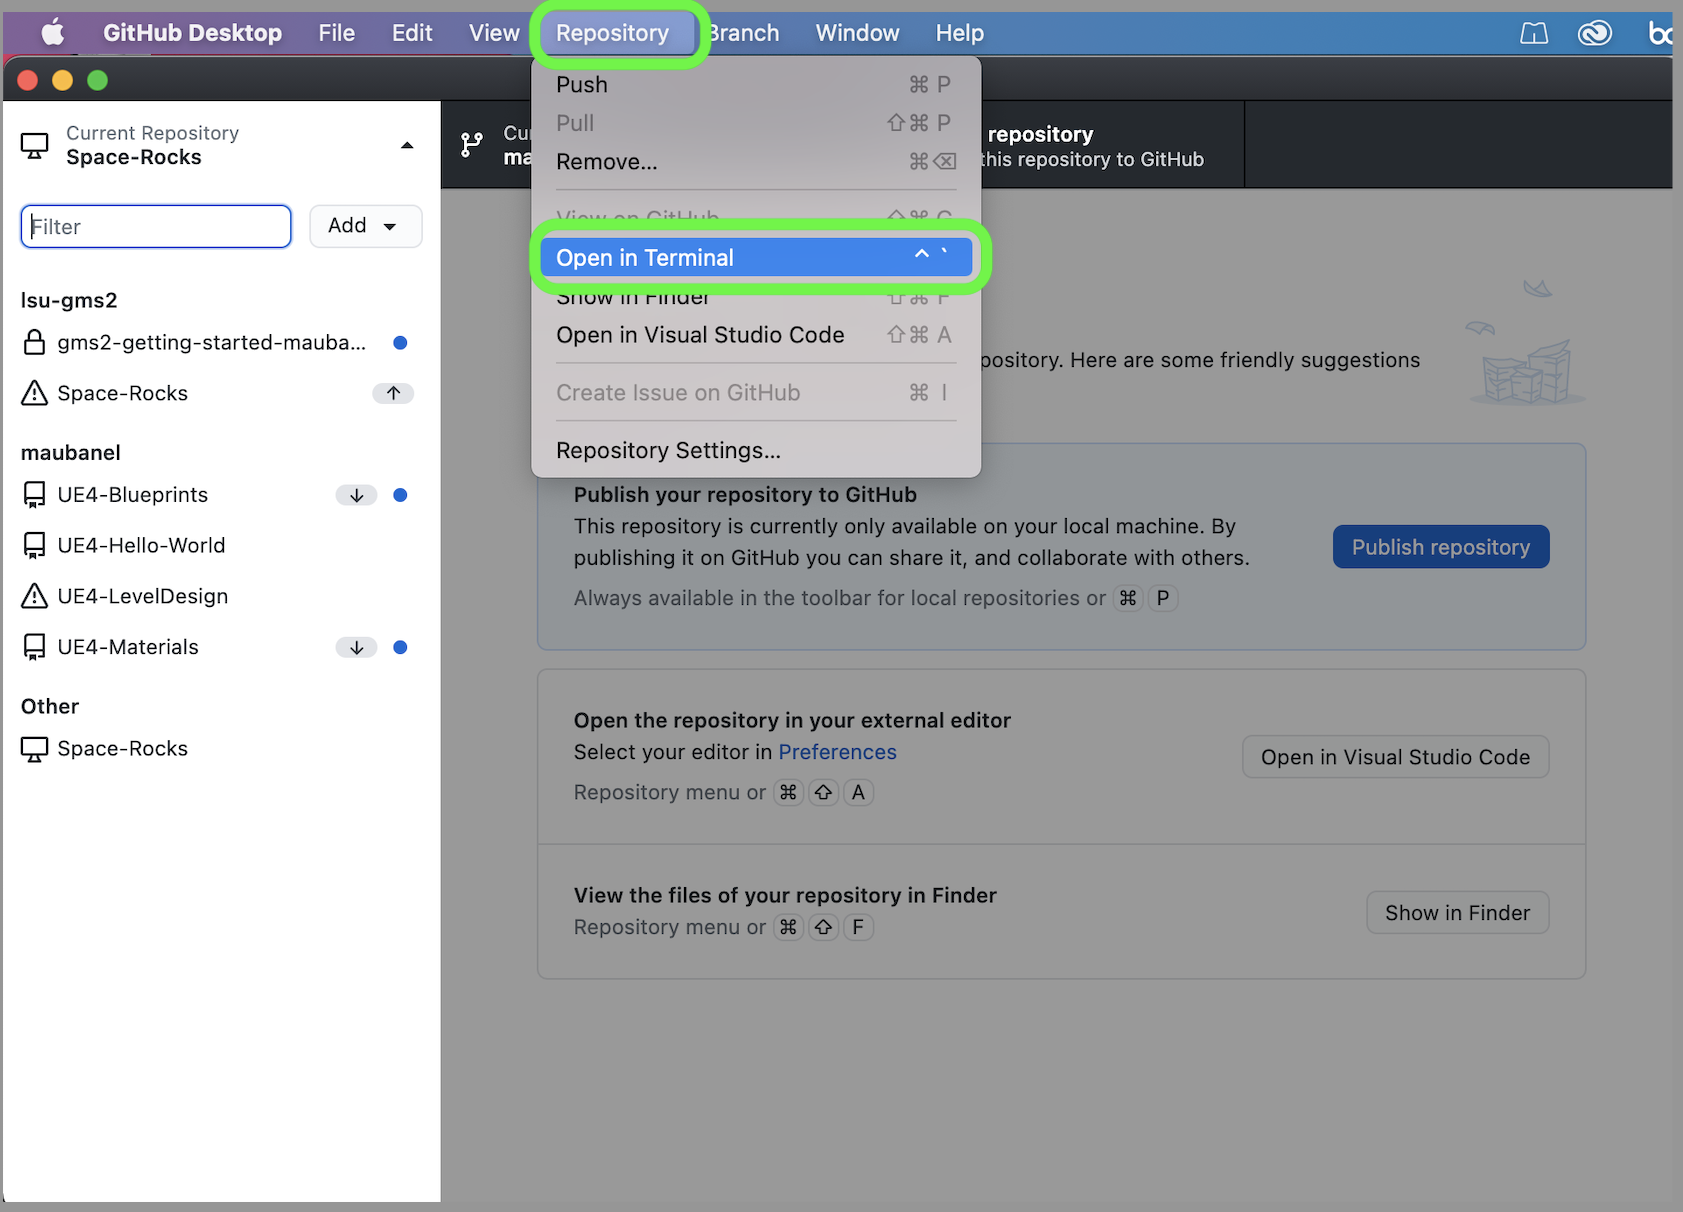 GitHub Desktop File Edit View Repository Branch Window Help
Current Repository
Space-Rocks
Filter
Add
lsu-gms2
gms2-getting-started-mauba...
Space-Rocks
maubanel
UE4-Blueprints
UE4-Hello-World
UE4-LevelDesign
UE4-Materials
Other
Space-Rocks
Push ⌘ P
Pull ⇧⌘ P
Remove... ⌘⌫
View on GitHub ⇧⌘ G
Open in Terminal ^ `
Show in Finder ⇧⌘ F
Open in Visual Studio Code ⇧⌘ A
Create Issue on GitHub ⌘ I
Repository Settings...
repository
this repository to GitHub
pository. Here are some friendly suggestions
Publish your repository to GitHub
This repository is currently only available on your local machine. By
publishing it on GitHub you can share it, and collaborate with others.
Always available in the toolbar for local repositories or ⌘ P
Publish repository
Open the repository in your external editor
Select your editor in Preferences
Repository menu or ⌘ ⇧ A
Open in Visual Studio Code
View the files of your repository in Finder
Repository menu or ⌘ ⇧ F
Show in Finder